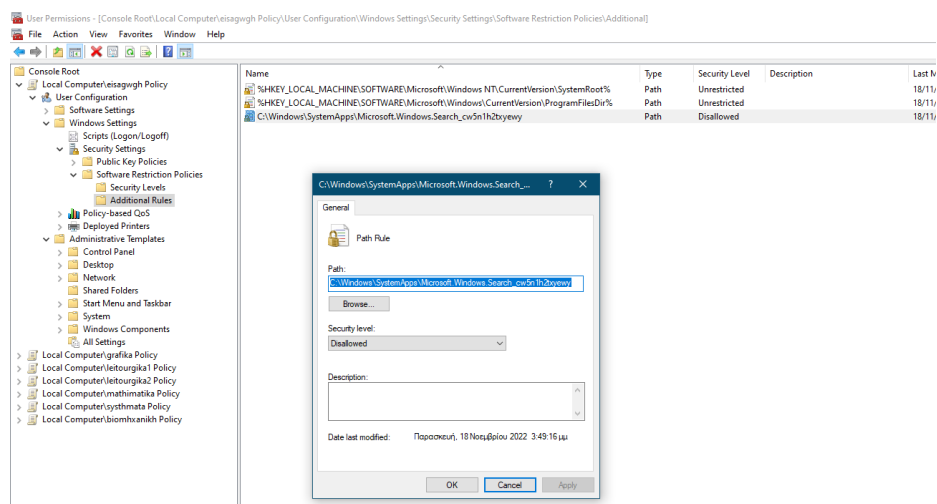 User Permissions - [Console Root\Local Computer\eisagwgh Policy\User Configuration\Windows Settings\Security Settings\Software Restriction Policies\Additional]
File Action View Favorites Window Help
Console Root
Local Computer\eisagwgh Policy
User Configuration
Software Settings
Windows Settings
Scripts (Logon/Logoff)
Security Settings
Public Key Policies
Software Restriction Policies
Security Levels
Additional Rules
Policy-based QoS
Deployed Printers
Administrative Templates
Control Panel
Desktop
Network
Shared Folders
Start Menu and Taskbar
System
Windows Components
All Settings
Local Computer\grafika Policy
Local Computer\leitourgika1 Policy
Local Computer\leitourgika2 Policy
Local Computer\mathimatika Policy
Local Computer\systhmata Policy
Local Computer\biomhxanikh Policy
Name Type Security Level Description Last M
%HKEY_LOCAL_MACHINE\SOFTWARE\Microsoft\Windows NT\CurrentVersion\SystemRoot% Path Unrestricted 18/11/
%HKEY_LOCAL_MACHINE\SOFTWARE\Microsoft\Windows\CurrentVersion\ProgramFilesDir% Path Unrestricted 18/11/
C:\Windows\SystemApps\Microsoft.Windows.Search_cw5n1h2txyewy Path Disallowed 18/11/
C:\Windows\SystemApps\Microsoft.Windows.Search_... ?
General
Path Rule
Path:
C:\Windows\SystemApps\Microsoft.Windows.Search_cw5n1h2txyewy
Browse...
Security level:
Disallowed
Description:
Date last modified: Παρασκευή, 18 Νοεμβρίου 2022 3:49:16 μμ
OK Cancel Apply